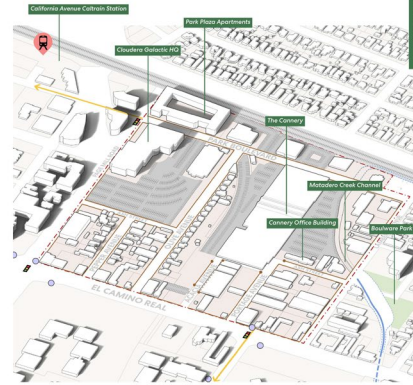 California Avenue Caltrain Station
Park Plaza Apartments
Cloudera Galactic HQ
The Cannery
Matadero Creek Channel
Cannery Office Building
Boulware Park
EL CAMINO REAL